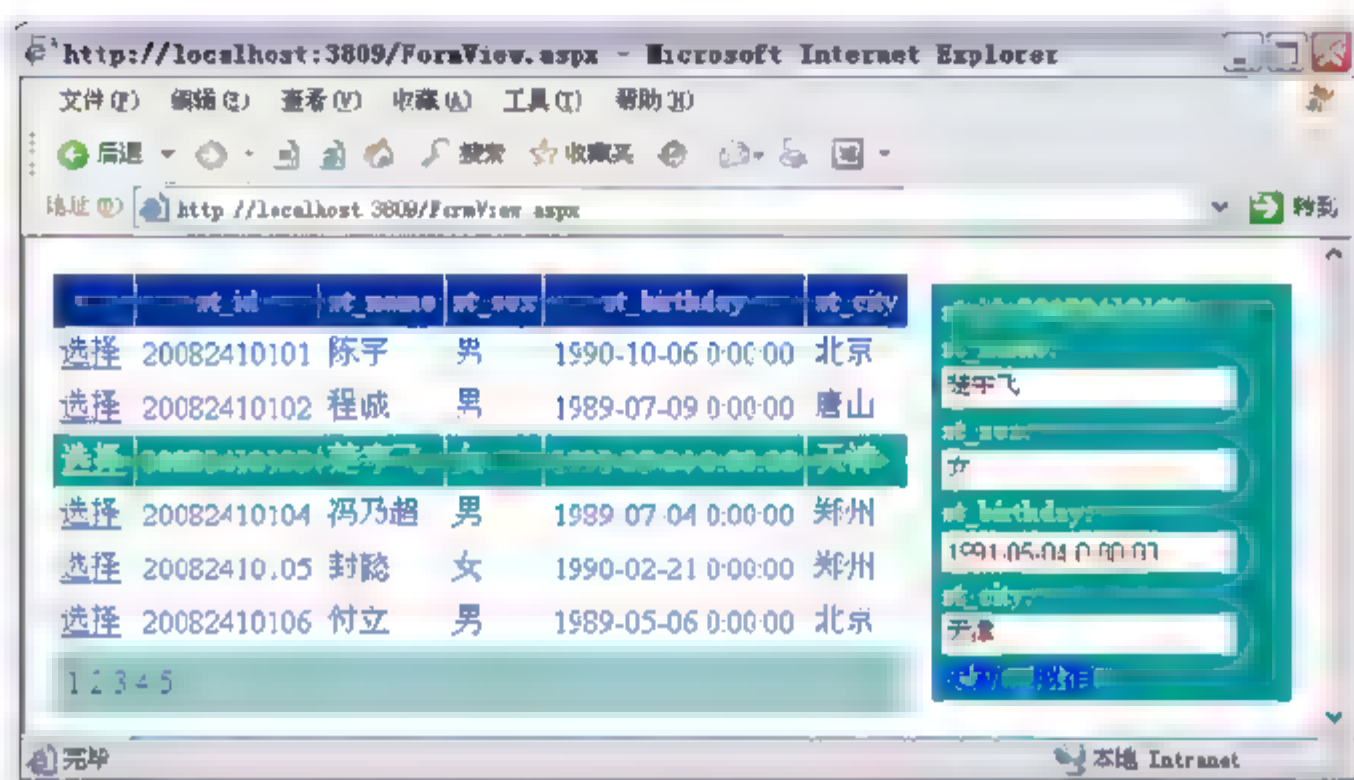 http://localhost:3809/FormView.aspx - Microsoft Internet Explorer
文件(F) 编辑(E) 查看(V) 收藏(A) 工具(T) 帮助(H)
后退 搜索 收藏夹
地址(D) http://localhost:3809/FormView.aspx 转到
st_id st_name st_sex st_birthday st_city
选择 20082410101 陈宇 男 1990-10-06 0:00:00 北京
选择 20082410102 程成 男 1989-07-09 0:00:00 唐山
选择 女 天津
选择 20082410104 冯乃超 男 1989-07-04 0:00:00 郑州
选择 20082410105 封懿 女 1990-02-21 0:00:00 郑州
选择 20082410106 付立 男 1989-05-06 0:00:00 北京
1 2 3 4 5
st_name:
st_sex:
女
st_birthday:
1991-05-04 0:00:00
st_city:
天津
完毕 本地 Intranet